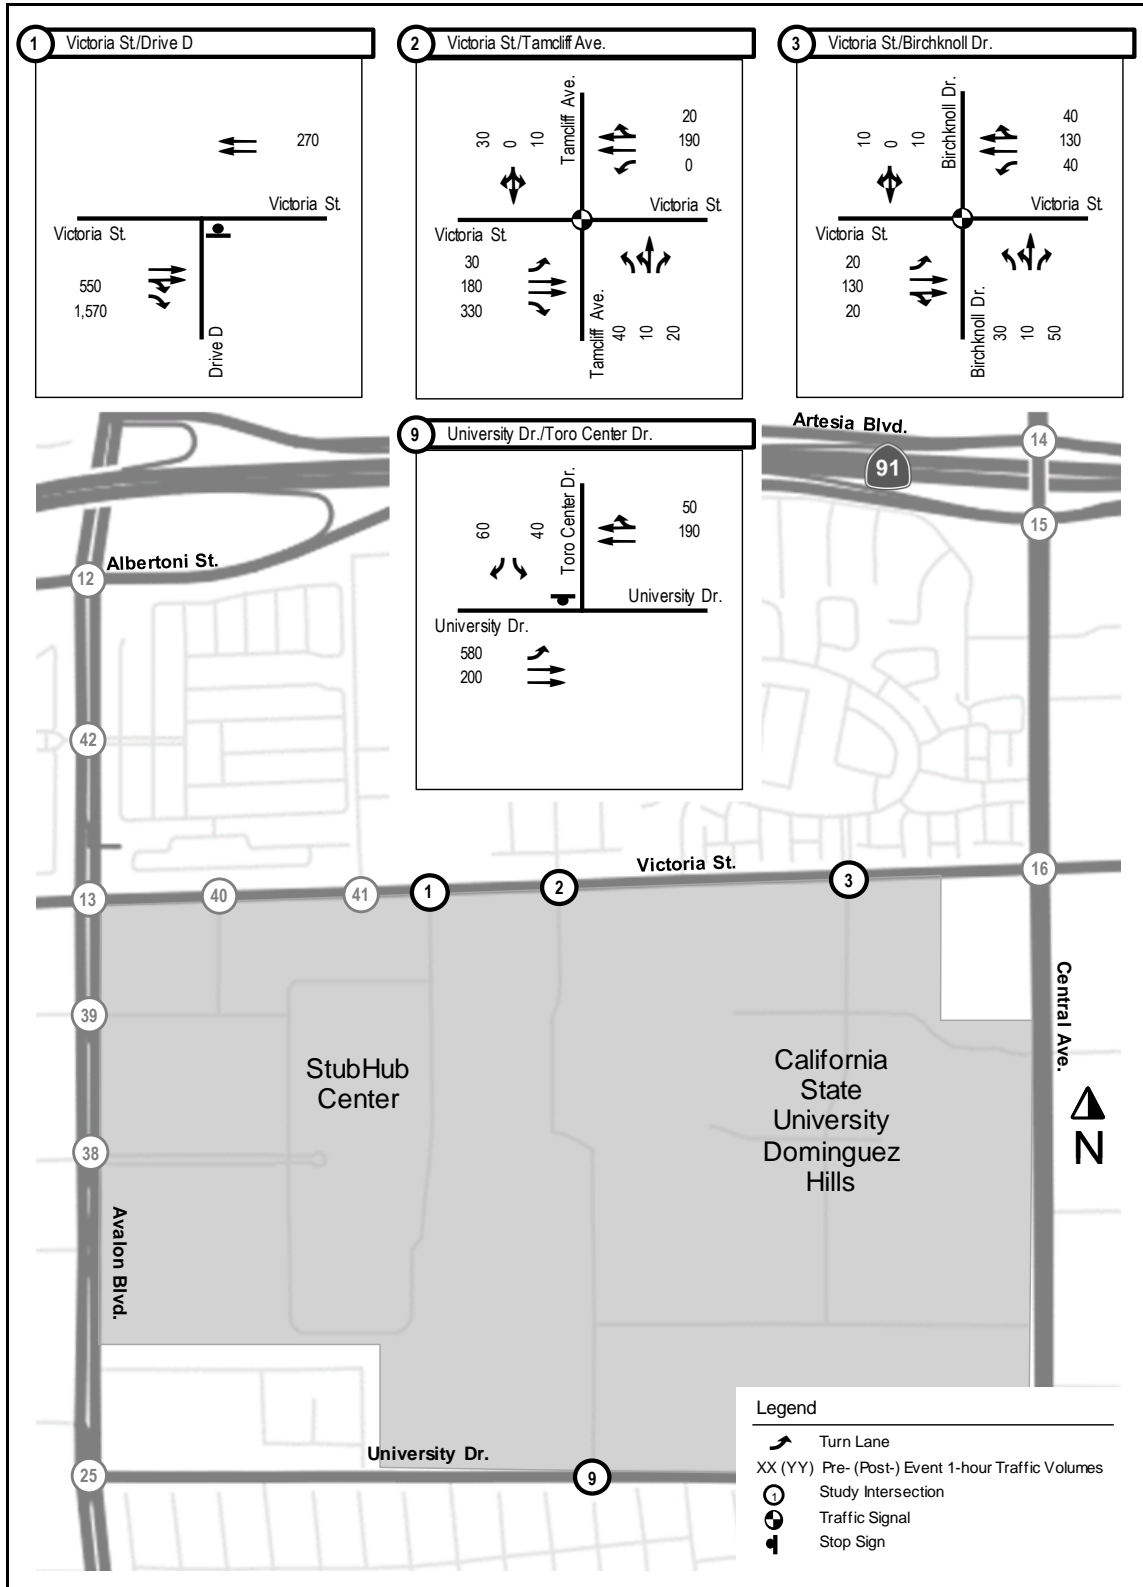 1 Victoria St./Drive D
270
Victoria St.
Victoria St.
550
1,570
Drive D
2 Victoria St./Tamcliff Ave.
30 0 10
Tamcliff Ave.
20
190
0
Victoria St.
Victoria St.
30
180
330
Tamcliff Ave.
40 10 20
3 Victoria St./Birchknoll Dr.
10 0 10
Birchknoll Dr.
40
130
40
Victoria St.
Victoria St.
20
130
20
Birchknoll Dr.
30 10 50
9 University Dr./Toro Center Dr.
60 40
Toro Center Dr.
50
190
University Dr.
University Dr.
580
200
Artesia Blvd.
91
14
15
Albertoni St.
12
42
Victoria St.
13
40
41
1
2
3
16
39
StubHub
Center
California
State
University
Dominguez
Hills
Central Ave.
N
38
Avalon Blvd.
University Dr.
25
9
Legend
Turn Lane
XX (YY) Pre- (Post-) Event 1-hour Traffic Volumes
1 Study Intersection
Traffic Signal
Stop Sign